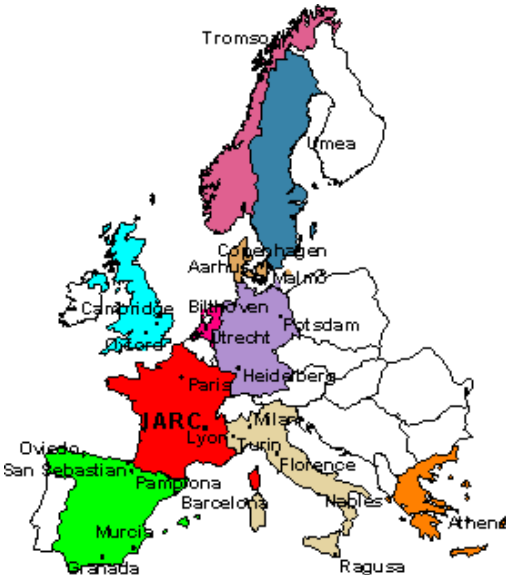 Tromso
Umea
Copenhagen
Aarhus
Malmo
Bilthoven
Cambridge
Potsdam
Utrecht
Oxford
Heidelberg
Paris
IARC
Milan
Lyon
Turin
Oviedo
Florence
San Sebastian
Pamplona
Barcelona
Naples
Athens
Murcia
Granada
Ragusa